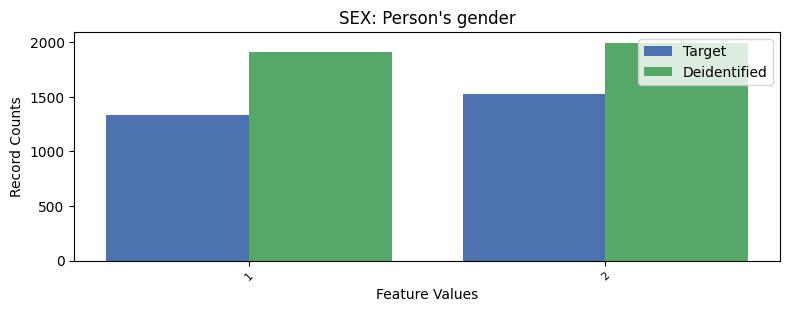 SEX: Person's gender
Target
Deidentified
2000
1500
1000
500
0
Record Counts
1
2
Feature Values